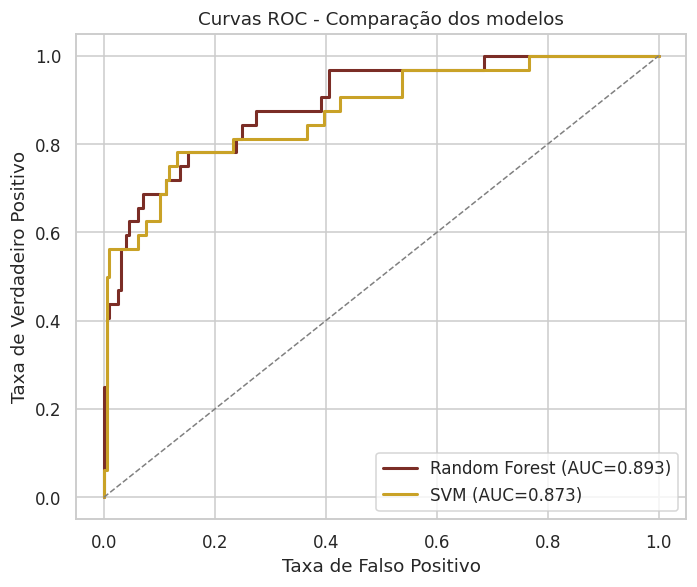 Curvas ROC - Comparação dos modelos
1.0
0.8
0.6
0.4
0.2
0.0
Taxa de Verdadeiro Positivo
Random Forest (AUC=0.893)
SVM (AUC=0.873)
0.0 0.2 0.4 0.6 0.8 1.0
Taxa de Falso Positivo